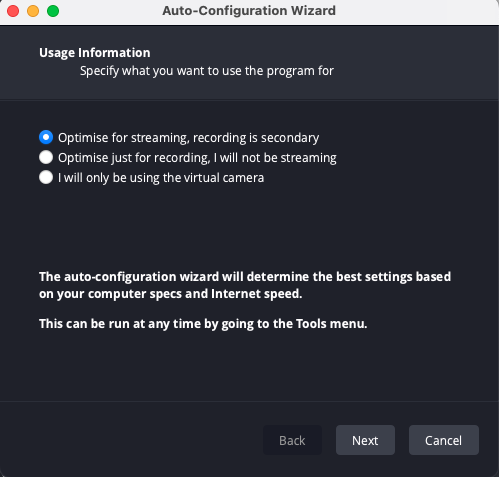 Auto-Configuration Wizard
Usage Information
Specify what you want to use the program for
Optimise for streaming, recording is secondary
Optimise just for recording, I will not be streaming
I will only be using the virtual camera
The auto-configuration wizard will determine the best settings based
on your computer specs and Internet speed.
This can be run at any time by going to the Tools menu.
Back
Next
Cancel